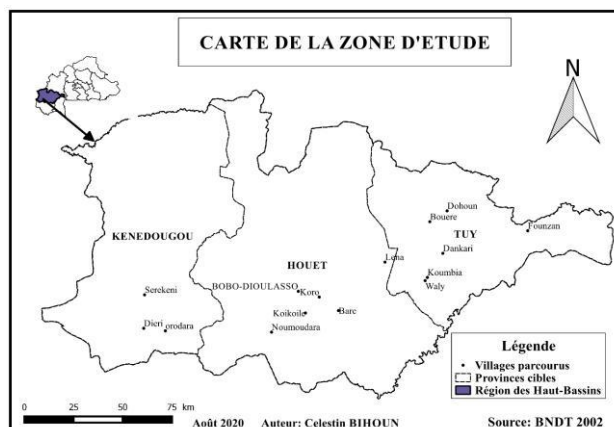 CARTE DE LA ZONE D'ETUDE
N
Dohoun
Bouere
Founzan
TUY
KENEDOUGOU
Dankari
Lena
HOUET
Koumbia
Waly
BOBO-DIOULASSO
Serekeni
Koro
Koikoile
Bare
Dieri
orodara
Noumoudara
Légende
Villages parcourus
Provinces cibles
Région des Haut-Bassins
0 25 50 75 km
Août 2020 Auteur: Celestin BIHOUN Source: BNDT 2002